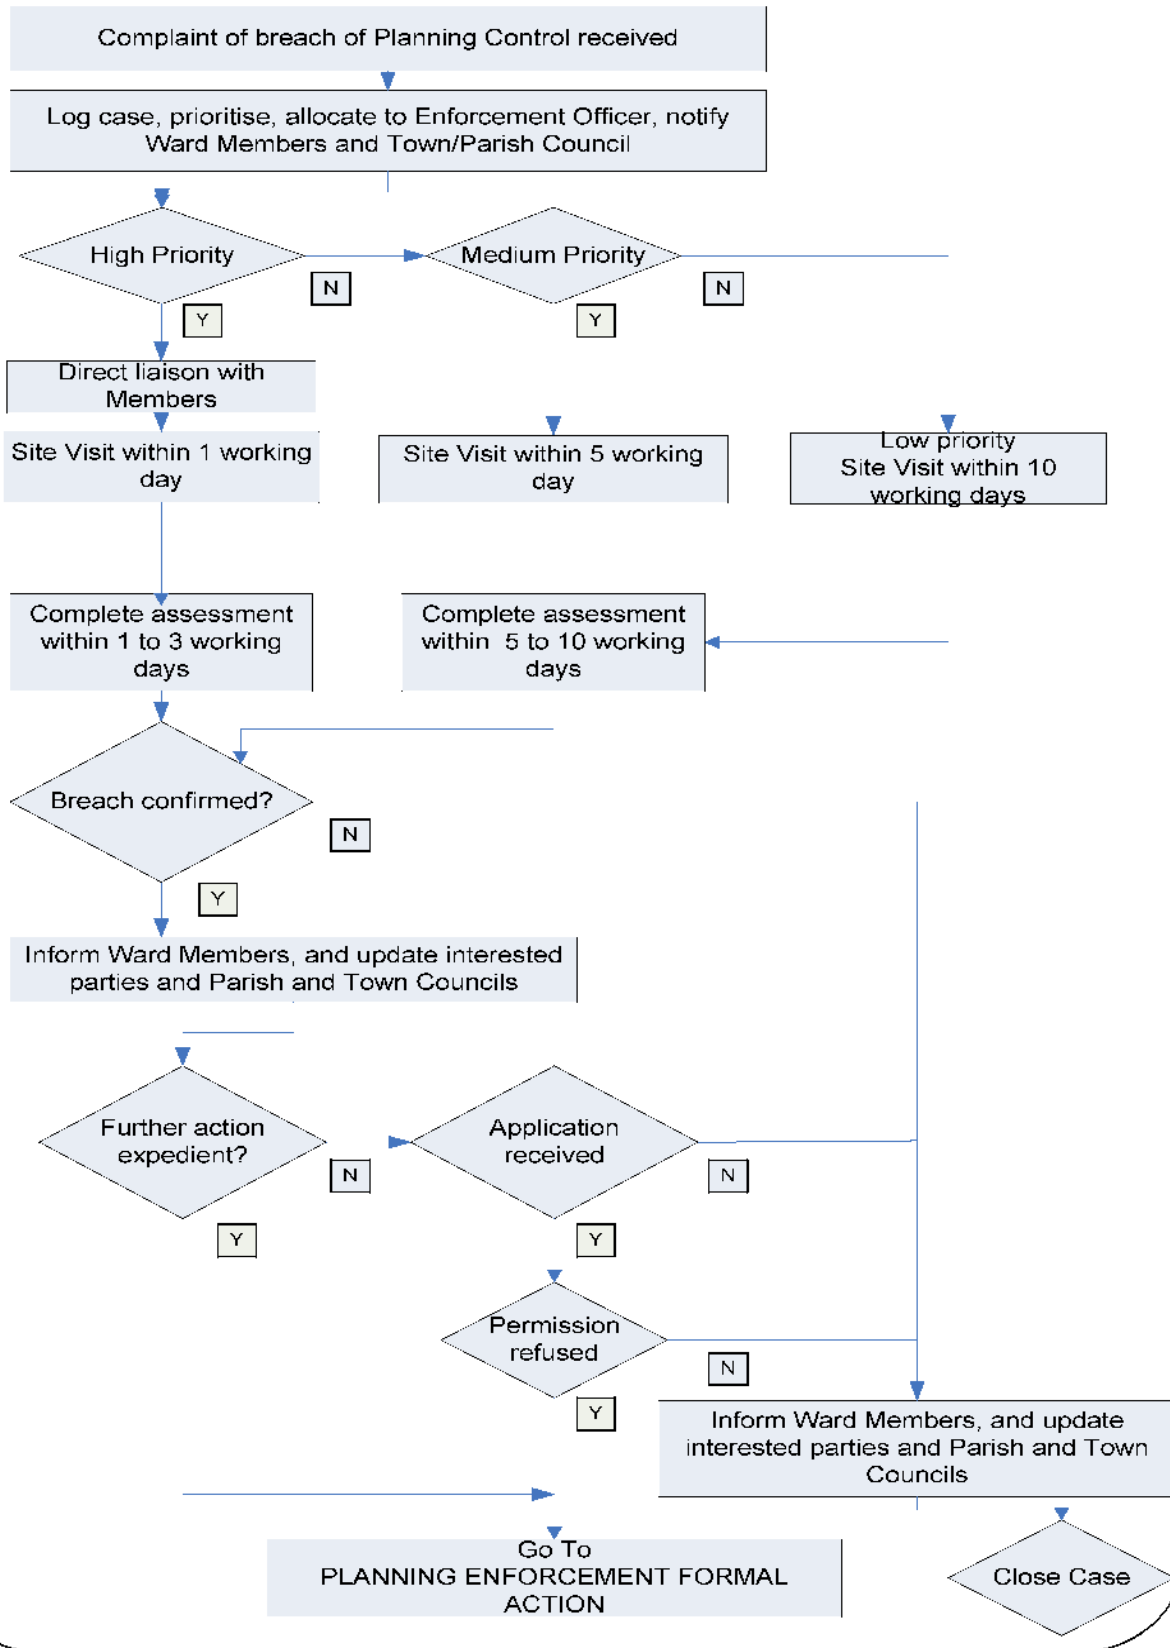 Complaint of breach of Planning Control received
Log case, prioritise, allocate to Enforcement Officer, notify
Ward Members and Town/Parish Council
High Priority
N
Medium Priority
N
Y
Y
Direct liaison with
Members
Site Visit within 1 working
day
Site Visit within 5 working
day
Low priority
Site Visit within 10
working days
Complete assessment
within 1 to 3 working
days
Complete assessment
within 5 to 10 working
days
Breach confirmed?
N
Y
Inform Ward Members, and update interested
parties and Parish and Town Councils
Further action
expedient?
N
Y
Application
received
N
Y
Permission
refused
N
Y
Inform Ward Members, and update
interested parties and Parish and Town
Councils
Go To
PLANNING ENFORCEMENT FORMAL
ACTION
Close Case